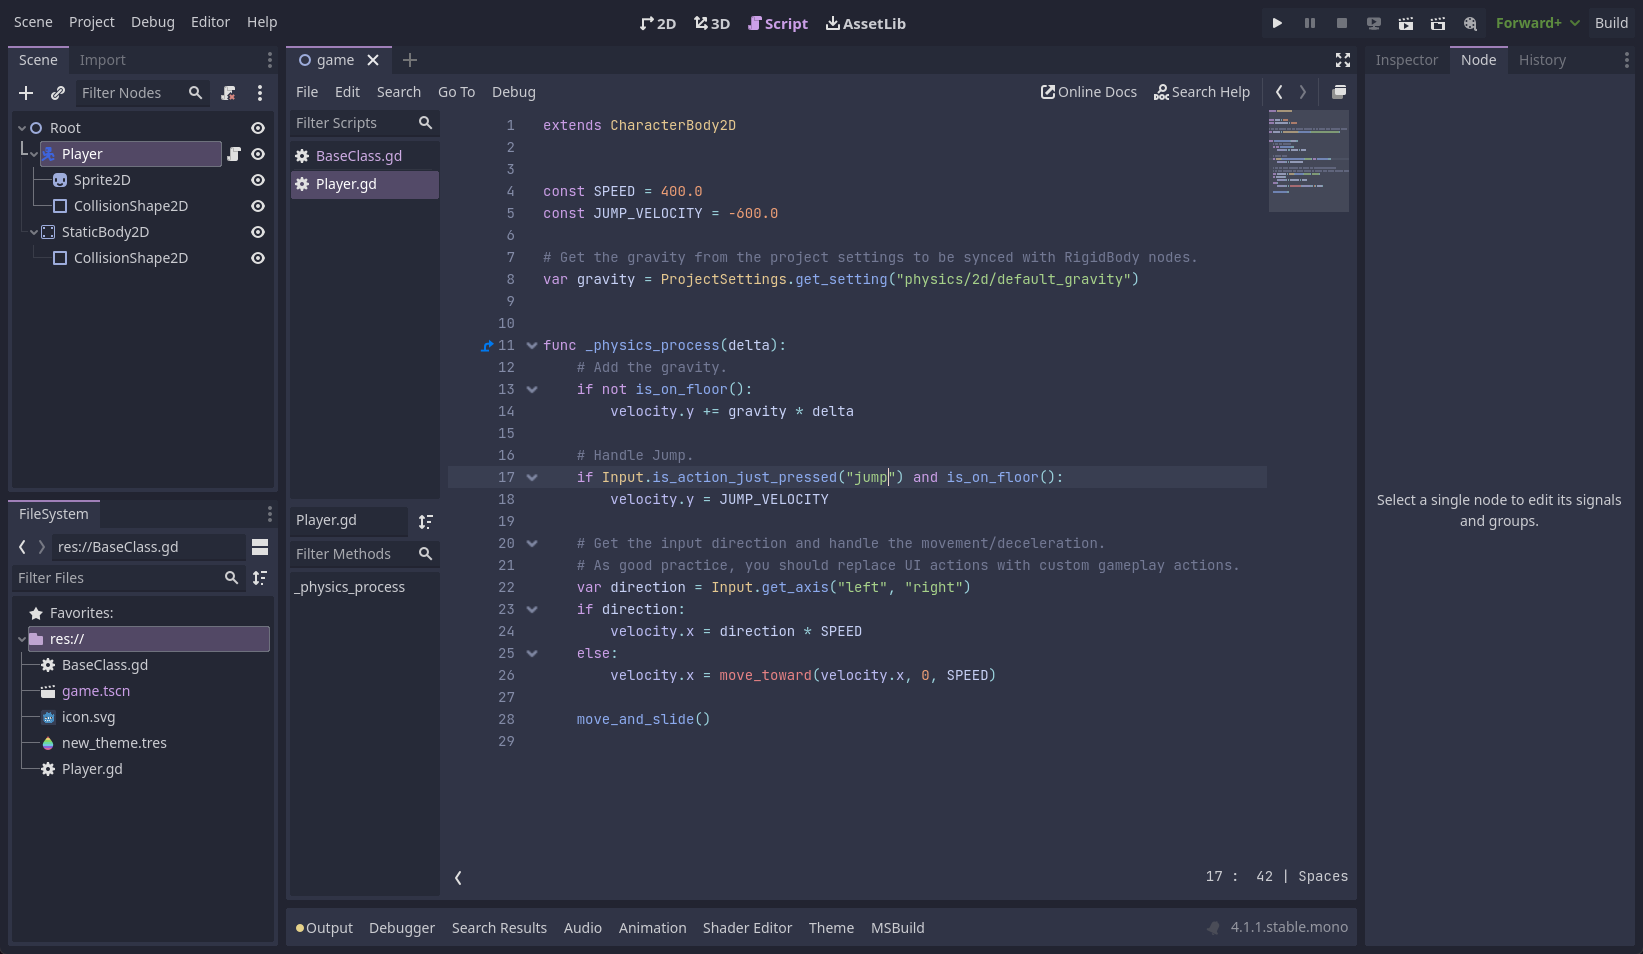 Scene Project Debug Editor Help
2D 3D Script AssetLib
Forward+ Build
Scene Import
Filter Nodes
Root
Player
Sprite2D
CollisionShape2D
StaticBody2D
CollisionShape2D
FileSystem
res://BaseClass.gd
Filter Files
Favorites:
res://
BaseClass.gd
game.tscn
icon.svg
new_theme.tres
Player.gd
game
File Edit Search Go To Debug
Online Docs Search Help
Filter Scripts
BaseClass.gd
Player.gd
Player.gd
Filter Methods
_physics_process
1 extends CharacterBody2D
2
3
4 const SPEED = 400.0
5 const JUMP_VELOCITY = -600.0
6
7 # Get the gravity from the project settings to be synced with RigidBody nodes.
8 var gravity = ProjectSettings.get_setting("physics/2d/default_gravity")
9
10
11 func _physics_process(delta):
12 # Add the gravity.
13 if not is_on_floor():
14 velocity.y += gravity * delta
15
16 # Handle Jump.
17 if Input.is_action_just_pressed("jump") and is_on_floor():
18 velocity.y = JUMP_VELOCITY
19
20 # Get the input direction and handle the movement/deceleration.
21 # As good practice, you should replace UI actions with custom gameplay actions.
22 var direction = Input.get_axis("left", "right")
23 if direction:
24 velocity.x = direction * SPEED
25 else:
26 velocity.x = move_toward(velocity.x, 0, SPEED)
27
28 move_and_slide()
29
17 : 42 | Spaces
Output Debugger Search Results Audio Animation Shader Editor Theme MSBuild
4.1.1.stable.mono
Inspector Node History
Select a single node to edit its signals
and groups.